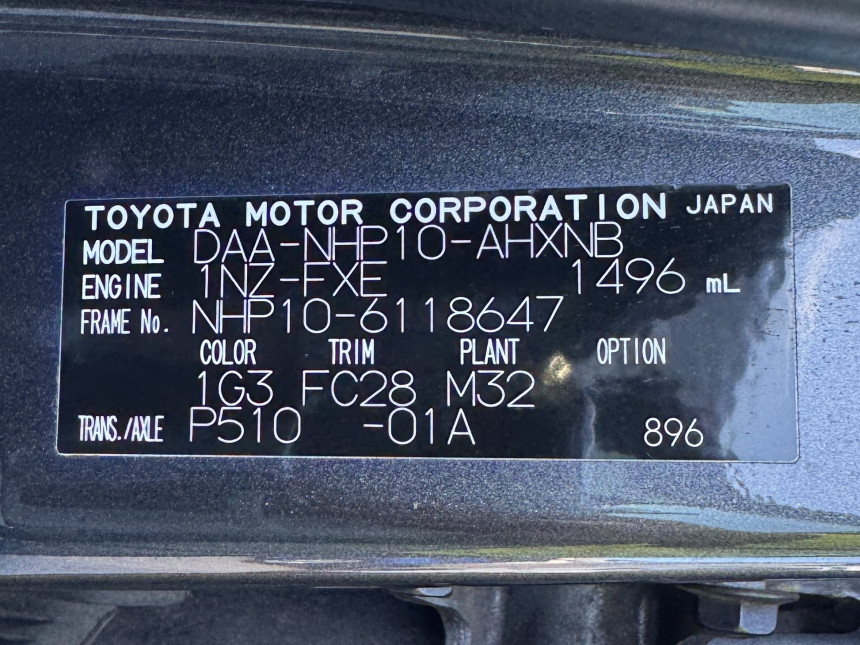 TOYOTA MOTOR CORPORATION JAPAN
MODEL DAA-NHP10-AHXNB
ENGINE 1NZ-FXE 1496 mL
FRAME No. NHP10-6118647
COLOR TRIM PLANT OPTION
1G3 FC28 M32
TRANS./AXLE P510 -01A 896